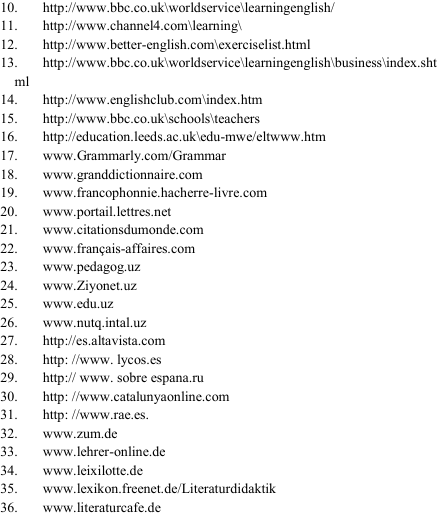 10. http://www.bbc.co.uk\worldservice\learningenglish/
11. http://www.channel4.com\learning\
12. http://www.better-english.com\exerciselist.html
13. http://www.bbc.co.uk\worldservice\learningenglish\business\index.sht
ml
14. http://www.englishclub.com\index.htm
15. http://www.bbc.co.uk\schools\teachers
16. http://education.leeds.ac.uk\edu-mwe/eltwww.htm
17. www.Grammarly.com/Grammar
18. www.granddictionnaire.com
19. www.francophonnie.hacherre-livre.com
20. www.portail.lettres.net
21. www.citationsdumonde.com
22. www.français-affaires.com
23. www.pedagog.uz
24. www.Ziyonet.uz
25. www.edu.uz
26. www.nutq.intal.uz
27. http://es.altavista.com
28. http: //www. lycos.es
29. http:// www. sobre espana.ru
30. http: //www.catalunyaonline.com
31. http: //www.rae.es.
32. www.zum.de
33. www.lehrer-online.de
34. www.leixilotte.de
35. www.lexikon.freenet.de/Literaturdidaktik
36. www.literaturcafe.de